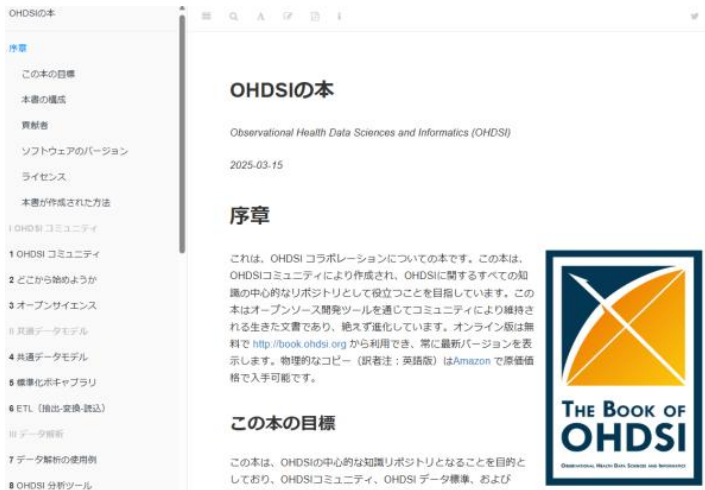 OHDSIの本
序章
この本の目標
本書の構成
貢献者
ソフトウェアのバージョン
ライセンス
本書が作成された方法
I OHDSI コミュニティ
1 OHDSI コミュニティ
2 どこから始めようか
3 オープンサイエンス
II 共通データモデル
4 共通データモデル
5 標準化ボキャブラリ
6 ETL（抽出-変換-読込）
III データ解析
7 データ解析の使用例
8 OHDSI 分析ツール
OHDSIの本
Observational Health Data Sciences and Informatics (OHDSI)
2025-03-15
序章
これは、OHDSI コラボレーションについての本です。この本は、
OHDSIコミュニティにより作成され、OHDSIに関するすべての知
識の中心的なリポジトリとして役立つことを目指しています。この
本はオープンソース開発ツールを通じてコミュニティにより維持さ
れる生きた文書であり、絶えず進化しています。オンライン版は無
料で http://book.ohdsi.org から利用でき、常に最新バージョンを表
示します。物理的なコピー（訳者注：英語版）はAmazon で原価価
格で入手可能です。
この本の目標
この本は、OHDSIの中心的な知識リポジトリとなることを目的と
しており、OHDSIコミュニティ、OHDSI データ標準、および
THE BOOK OF
OHDSI
OBSERVATIONAL HEALTH DATA SCIENCES AND INFORMATICS